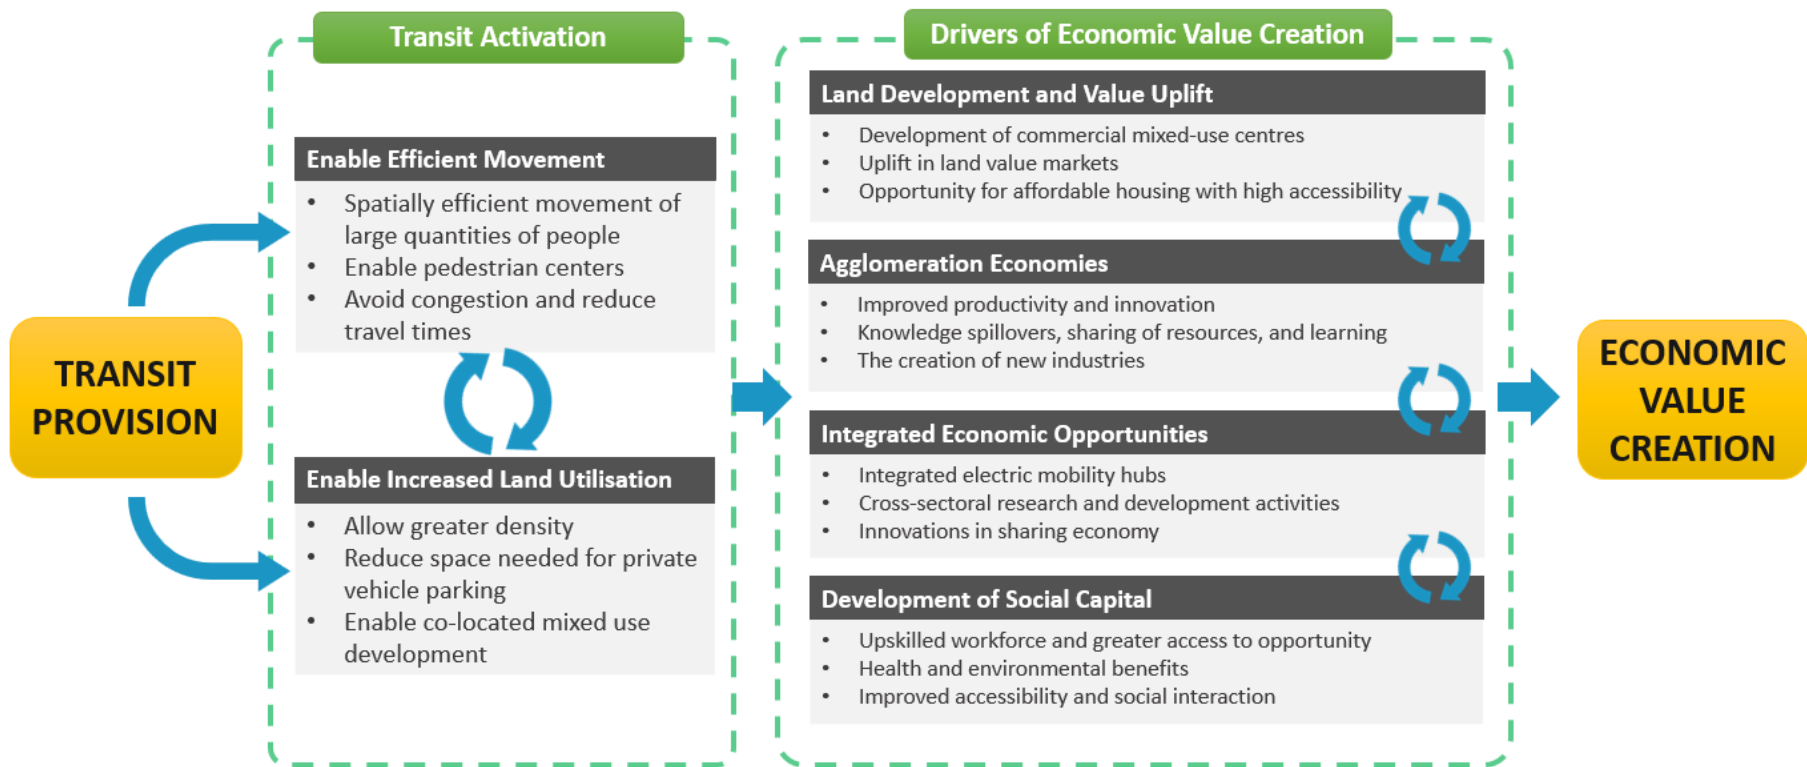 TRANSIT
PROVISION
Transit Activation
Enable Efficient Movement
• Spatially efficient movement of
large quantities of people
• Enable pedestrian centers
• Avoid congestion and reduce
travel times
Enable Increased Land Utilisation
• Allow greater density
• Reduce space needed for private
vehicle parking
• Enable co-located mixed use
development
Drivers of Economic Value Creation
Land Development and Value Uplift
• Development of commercial mixed-use centres
• Uplift in land value markets
• Opportunity for affordable housing with high accessibility
Agglomeration Economies
• Improved productivity and innovation
• Knowledge spillovers, sharing of resources, and learning
• The creation of new industries
Integrated Economic Opportunities
• Integrated electric mobility hubs
• Cross-sectoral research and development activities
• Innovations in sharing economy
Development of Social Capital
• Upskilled workforce and greater access to opportunity
• Health and environmental benefits
• Improved accessibility and social interaction
ECONOMIC
VALUE
CREATION